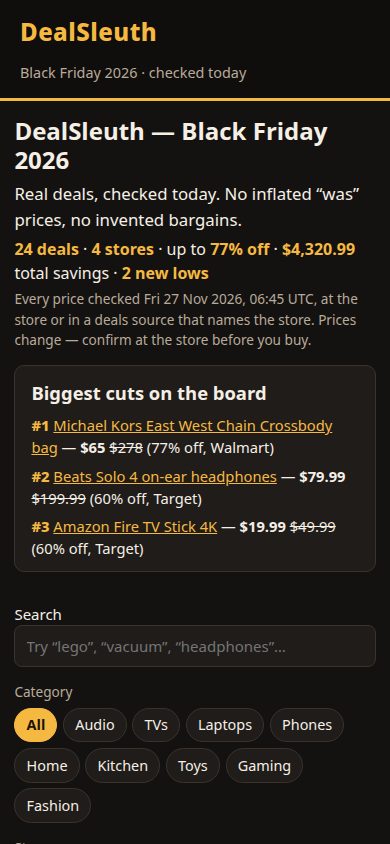 DealSleuth
Black Friday 2026 · checked today
DealSleuth — Black Friday
2026
Real deals, checked today. No inflated “was”
prices, no invented bargains.
24 deals · 4 stores · up to 77% off · $4,320.99
total savings · 2 new lows
Every price checked Fri 27 Nov 2026, 06:45 UTC, at the
store or in a deals source that names the store. Prices
change — confirm at the store before you buy.
Biggest cuts on the board
#1 Michael Kors East West Chain Crossbody
bag — $65 $278 (77% off, Walmart)
#2 Beats Solo 4 on-ear headphones — $79.99
$199.99 (60% off, Target)
#3 Amazon Fire TV Stick 4K — $19.99 $49.99
(60% off, Target)
Search
Try “lego”, “vacuum”, “headphones”…
Category
All Audio TVs Laptops Phones
Home Kitchen Toys Gaming
Fashion